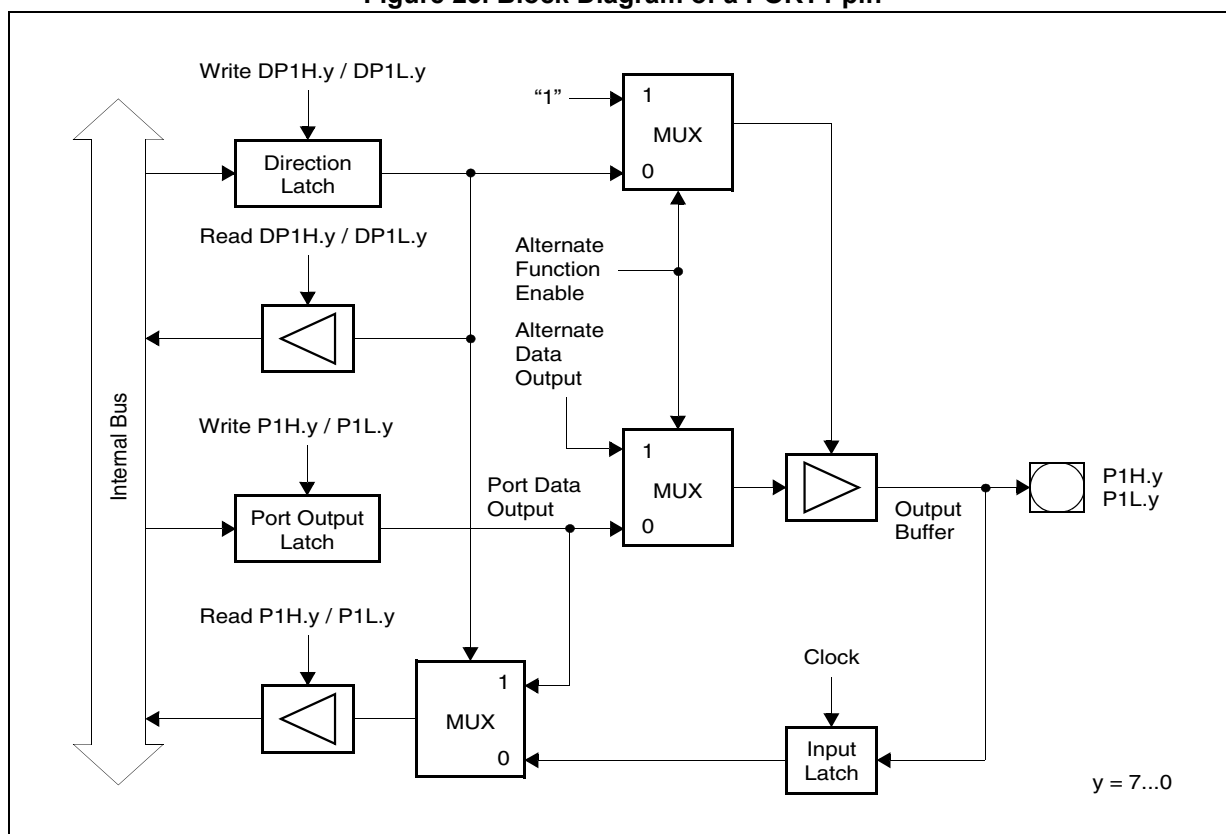 Write DP1H.y / DP1L.y
“1”
1
MUX
0
Direction
Latch
Read DP1H.y / DP1L.y
Alternate
Function
Enable
Alternate
Data
Output
Internal Bus
Write P1H.y / P1L.y
1
MUX
0
Port Data
Output
Port Output
Latch
Output
Buffer
P1H.y
P1L.y
Read P1H.y / P1L.y
1
MUX
0
Clock
Input
Latch
y = 7...0